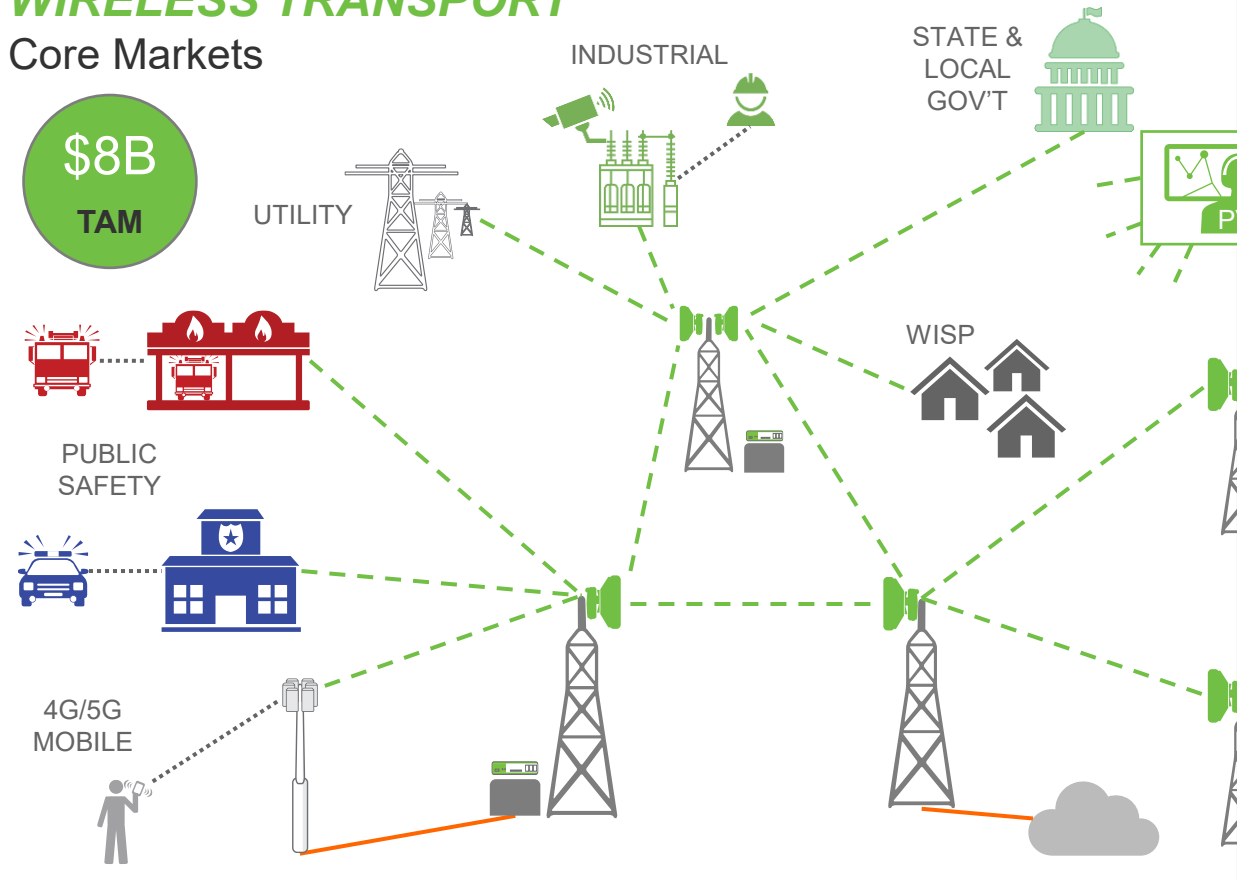 WIRELESS TRANSPORT
Core Markets
$8B
TAM
INDUSTRIAL
STATE &
LOCAL
GOV'T
UTILITY
WISP
PUBLIC
SAFETY
4G/5G
MOBILE